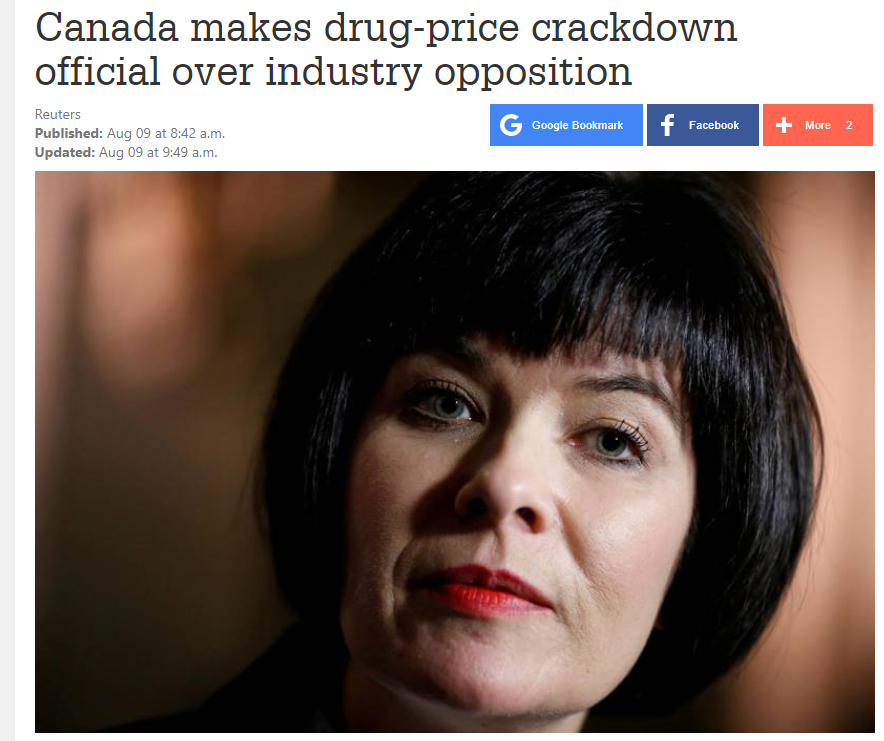 Canada makes drug-price crackdown
official over industry opposition
Reuters
Published: Aug 09 at 8:42 a.m.
Updated: Aug 09 at 9:49 a.m.
Google Bookmark
Facebook
More 2